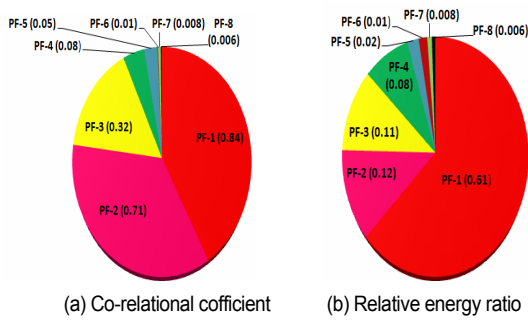 PF-5 (0.05)
PF-6
(0.01)
PF-7
(0.008)
PF-8
(0.006)
PF-4 (0.08)
PF-3 (0.32)
PF-1 (0.84)
PF-2 (0.71)
(a) Co-relational cofficient
PF-6 (0.01)
PF-7 (0.008)
PF-8 (0.006)
PF-5 (0.02)
PF-4
(0.08)
PF-3 (0.11)
PF-2 (0.12)
PF-1 (0.61)
(b) Relative energy ratio